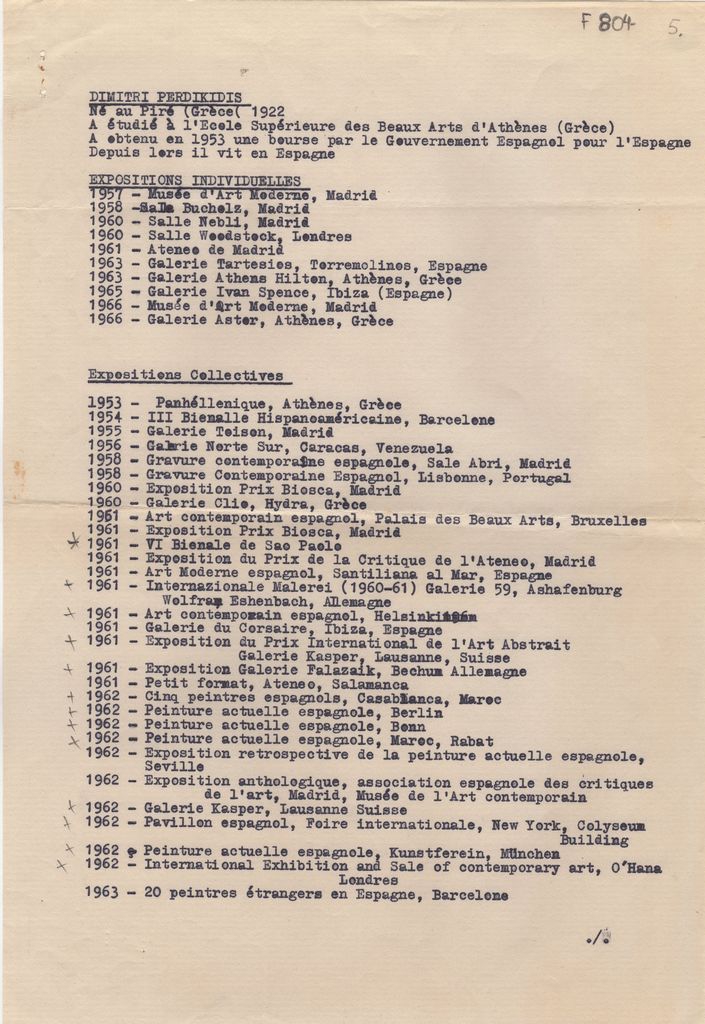 F 804 5.
DIMITRI PERDIKIDIS
Né au Piré (Grèce( 1922
A étudié à l'Ecole Supérieure des Beaux Arts d'Athènes (Grèce)
A obtenu en 1953 une bourse par le Gouvernement Espagnol pour l'Espagne
Depuis lors il vit en Espagne
EXPOSITIONS INDIVIDUELLES
1957 - Musée d'Art Moderne, Madrid
1958 -Salle Bucholz, Madrid
1960 - Salle Nebli, Madrid
1960 - Salle Woodstock, Londres
1961 - Ateneo de Madrid
1963 - Galerie Tartesios, Torremolinos, Espagne
1963 - Galerie Athens Hilton, Athènes, Grèce
1965 - Galerie Ivan Spence, Ibiza (Espagne)
1966 - Musée d'Art Moderne, Madrid
1966 - Galerie Astor, Athènes, Grèce
Expositions Collectives
1953 - Panhéllenique, Athènes, Grèce
1954 - III Bienalle Hispanoaméricaine, Barcelone
1955 - Galerie Toison, Madrid
1956 - Galerie Norte Sur, Caracas, Venezuela
1958 - Gravure contemporaine espagnole, Sale Abri, Madrid
1958 - Gravure Contemporaine Espagnol, Lisbonne, Portugal
1960 - Exposition Prix Biosca, Madrid
1960 - Galerie Clio, Hydra, Grèce
1961 - Art contemporain espagnol, Palais des Beaux Arts, Bruxelles
1961 - Exposition Prix Biosca, Madrid
1961 - VI Bienale de Sao Paolo
1961 - Exposition du Prix de la Critique de l'Ateneo, Madrid
1961 - Art Moderne espagnol, Santiliana al Mar, Espagne
+ 1961 - Internazionale Malerei (1960-61) Galerie 59, Ashafenburg
Wolfram Eshenbach, Allemagne
+ 1961 - Art contemporain espagnol, Helsinki
1961 - Galerie du Corsaire, Ibiza, Espagne
+ 1961 - Exposition du Prix International de l'Art Abstrait
Galerie Kasper, Lausanne, Suisse
+ 1961 - Exposition Galerie Falazaik, Bochum Allemagne
1961 - Petit format, Ateneo, Salamanca
+ 1962 - Cinq peintres espagnols, Casablanca, Maroc
++ 1962 - Peinture actuelle espagnole, Berlin
+ 1962 - Peinture actuelle espagnole, Bonn
x 1962 - Peinture actuelle espagnole, Maroc, Rabat
1962 - Exposition retrospective de la peinture actuelle espagnole,
Seville
1962 - Exposition anthologique, association espagnole des critiques
de l'art, Madrid, Musée de l'Art contemporain
x 1962 - Galerie Kasper, Lausanne Suisse
+ 1962 - Pavillon espagnol, Foire internationale, New York, Colyseum
Building
x 1962 - Peinture actuelle espagnole, Kunstferein, München
x 1962 - International Exhibition and Sale of contemporary art, O'Hana
Londres
1963 - 20 peintres étrangers en Espagne, Barcelone
./.